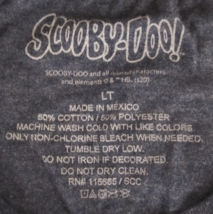 SCOOBY-DOO!
SCOOBY-DOO and all related characters
and elements © & ™ HB. (s20)
LT
MADE IN MEXICO
50% COTTON / 50% POLYESTER
MACHINE WASH COLD WITH LIKE COLORS
ONLY NON-CHLORINE BLEACH WHEN NEEDED.
TUMBLE DRY LOW.
DO NOT IRON IF DECORATED.
DO NOT DRY CLEAN.
RN# 115685 / SCC